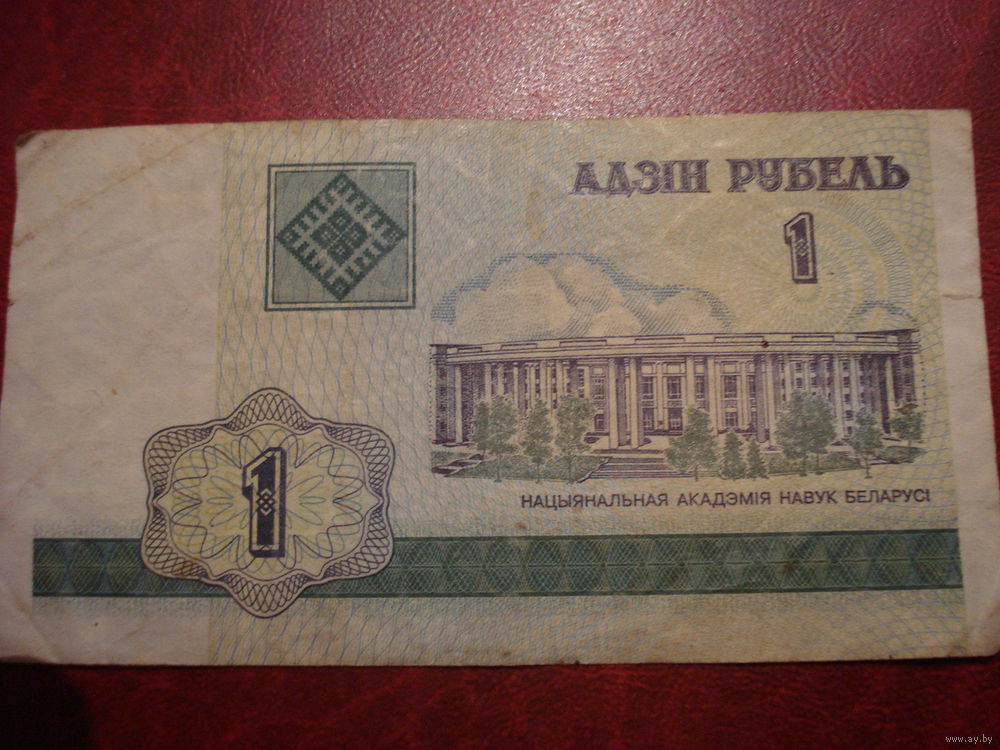 АДЗІН РУБЕЛЬ
1
НАЦЫЯНАЛЬНАЯ АКАДЭМІЯ НАВУК БЕЛАРУСІ
1
www.ay.by